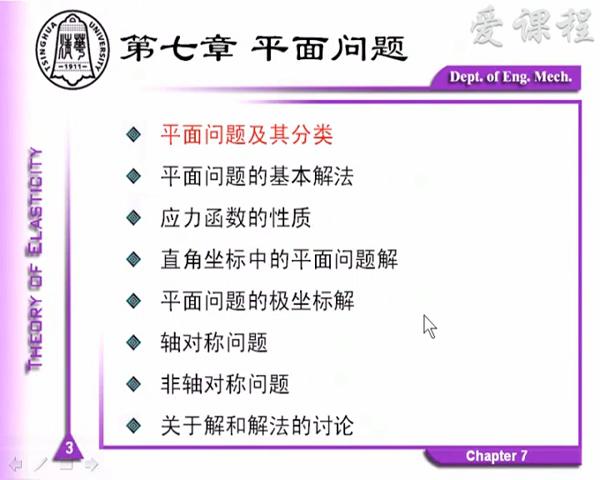 爱课程
TSINGHUA UNIVERSITY
1911
第七章 平面问题
Dept. of Eng. Mech.
平面问题及其分类
平面问题的基本解法
应力函数的性质
直角坐标中的平面问题解
平面问题的极坐标解
轴对称问题
非轴对称问题
关于解和解法的讨论
THEORY OF ELASTICITY
3
Chapter 7